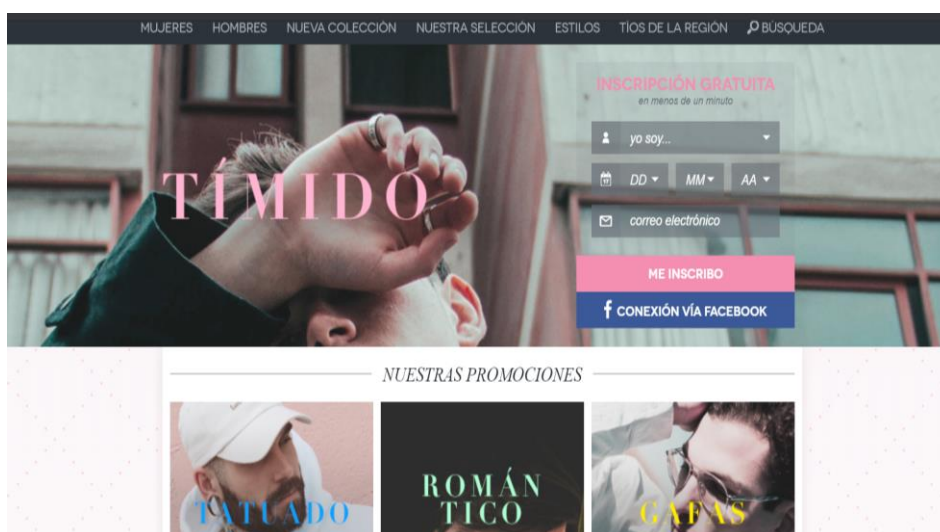 MUJERES HOMBRES NUEVA COLECCIÓN NUESTRA SELECCIÓN ESTILOS TÍOS DE LA REGIÓN BÚSQUEDA
TÍMIDO
INSCRIPCIÓN GRATUITA
en menos de un minuto
yo soy...
DD MM AA
correo electrónico
ME INSCRIBO
f CONEXIÓN VÍA FACEBOOK
NUESTRAS PROMOCIONES
TATUADO
ROMÁN
TICO
GAFAS